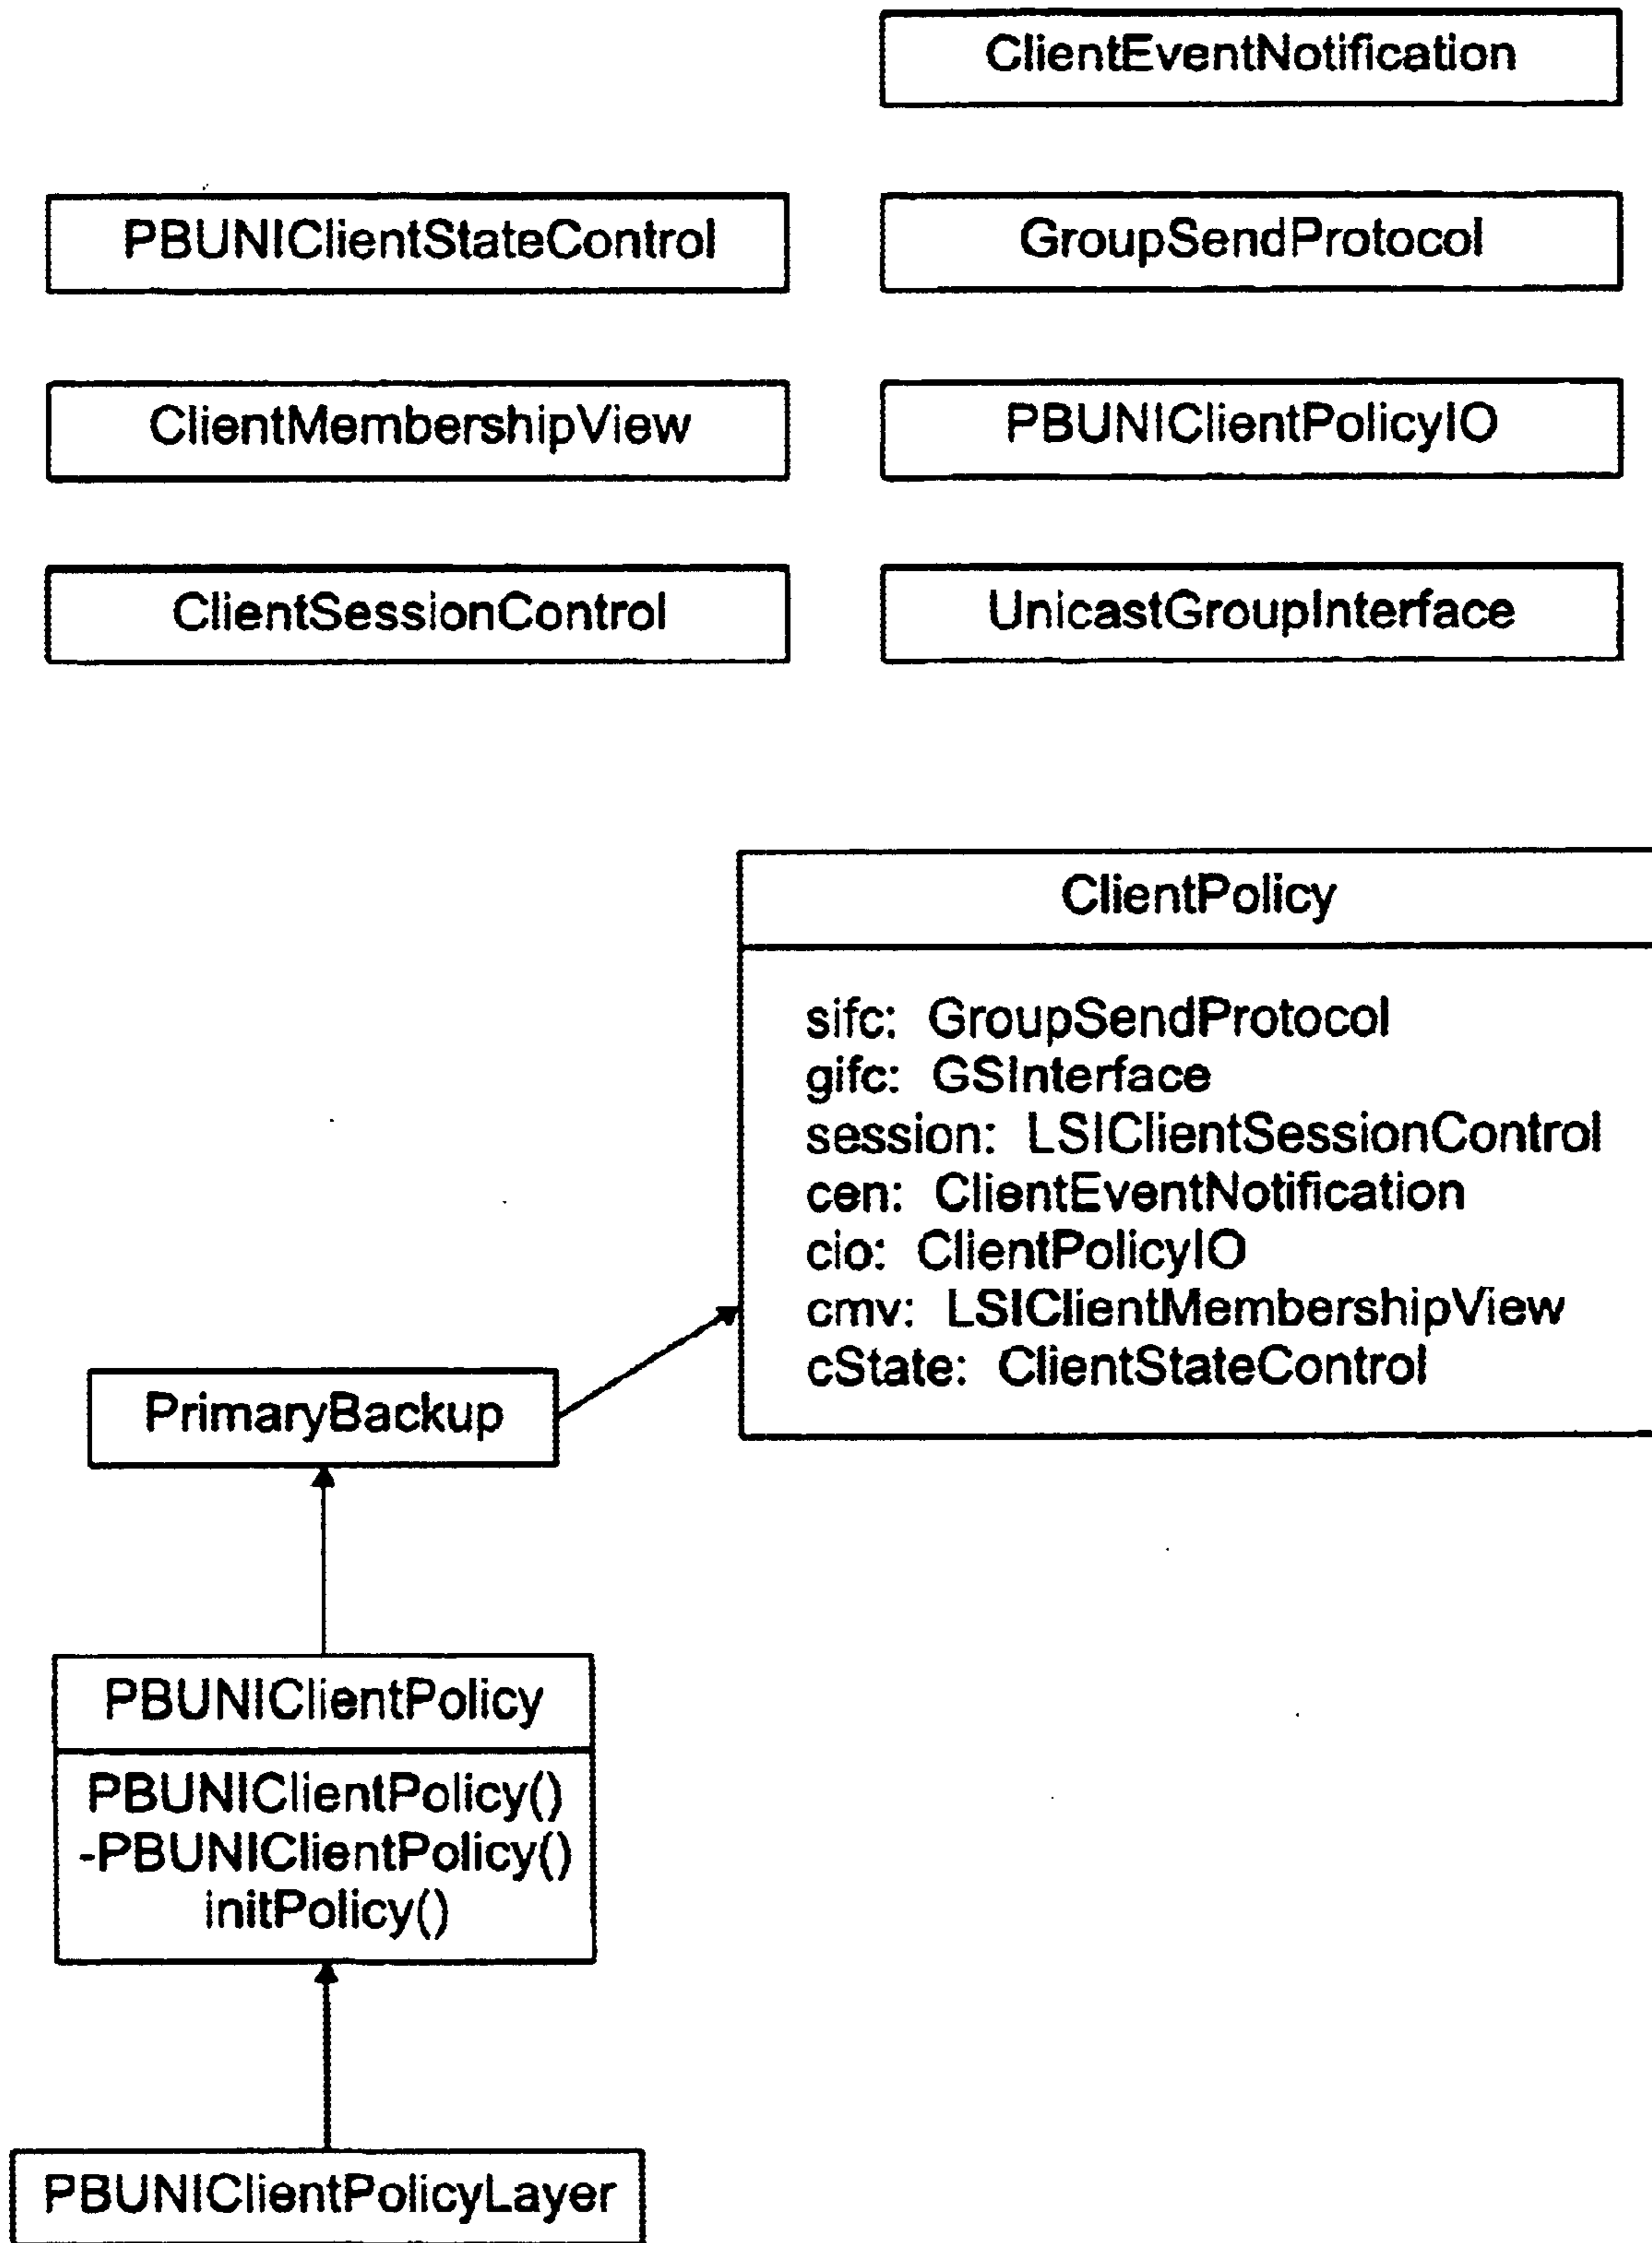 ClientEventNotification
PBUNIClientStateControl
GroupSendProtocol
ClientMembershipView
PBUNIClientPolicyIO
ClientSessionControl
UnicastGroupInterface
ClientPolicy
sifc: GroupSendProtocol
gifc: GSInterface
session: LSIClientSessionControl
cen: ClientEventNotification
cio: ClientPolicyIO
cmv: LSIClientMembershipView
cState: ClientStateControl
PrimaryBackup
PBUNIClientPolicy
PBUNIClientPolicy()
-PBUNIClientPolicy()
initPolicy()
PBUNIClientPolicyLayer